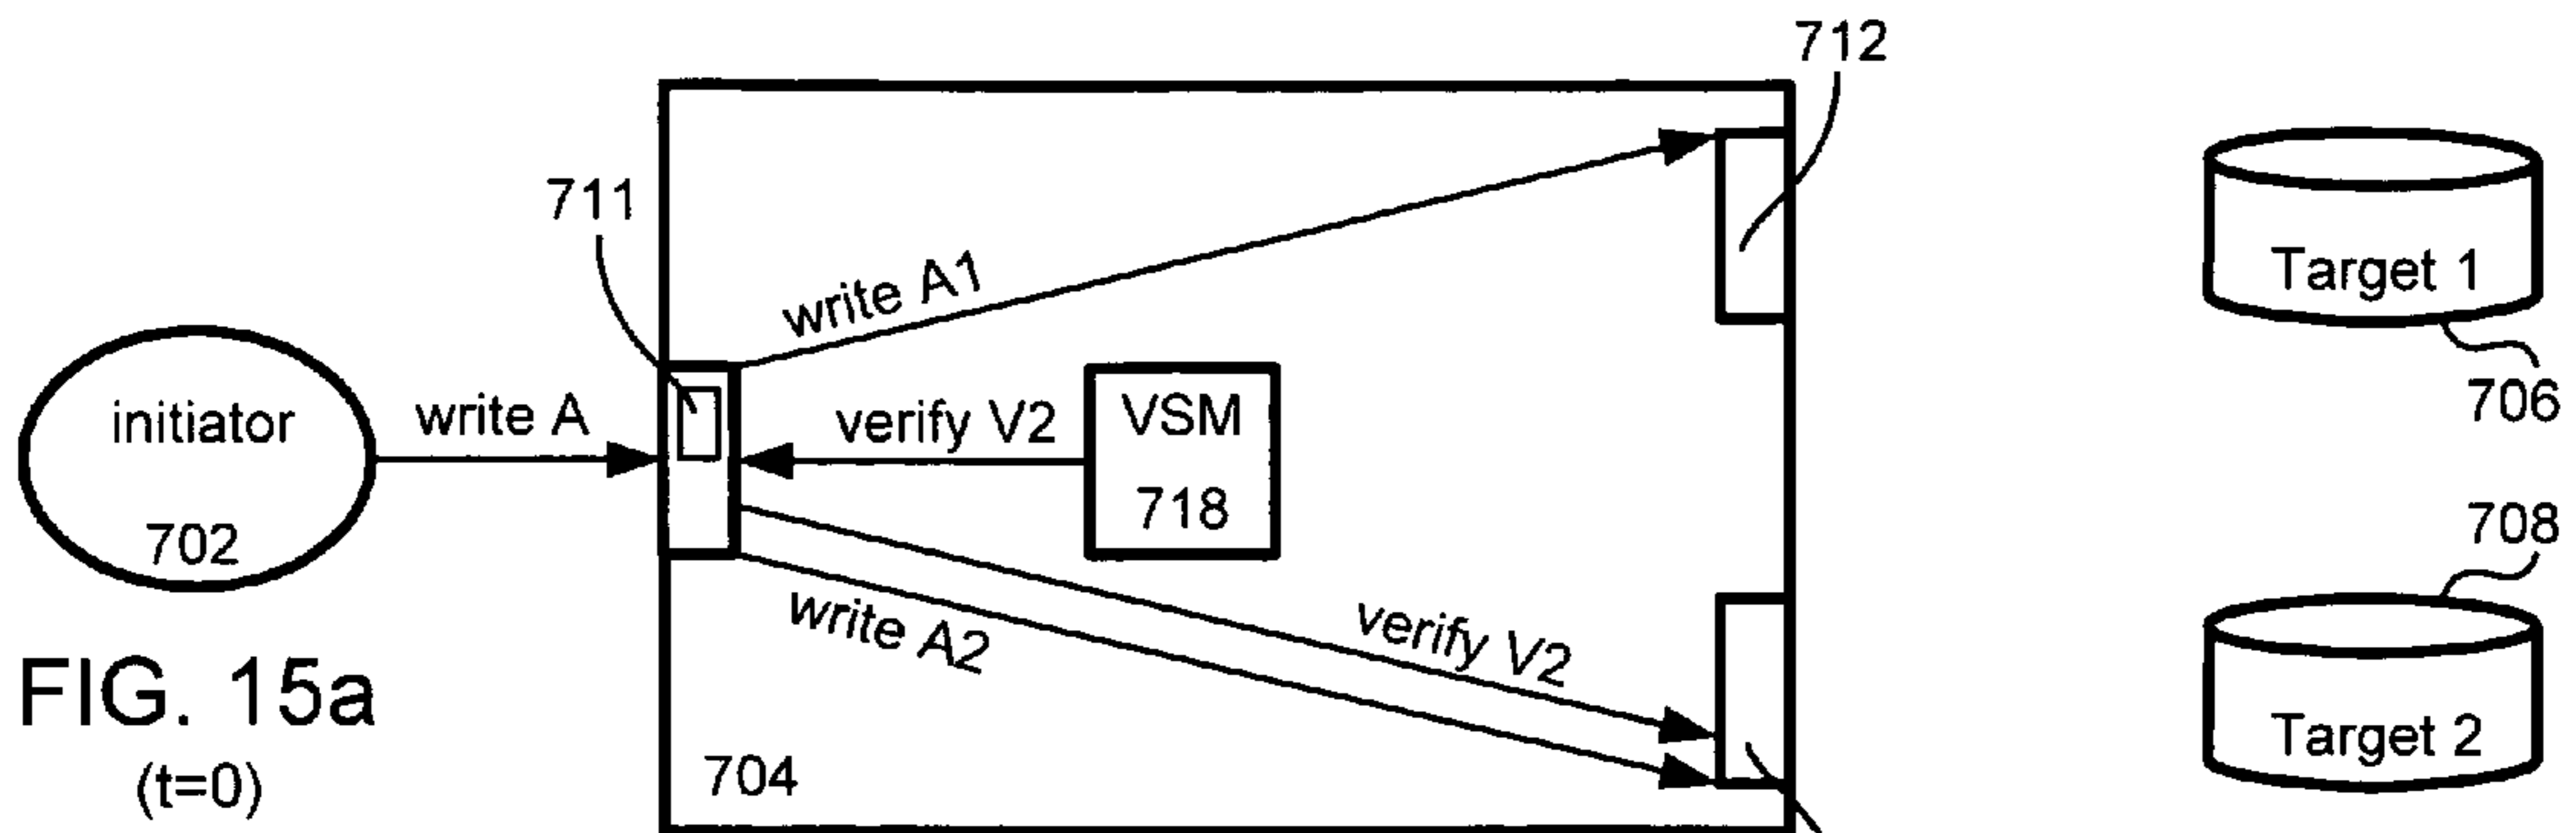 712
711
write A1
Target 1
706
initiator
702
write A
verify V2
VSM
718
708
write A2
verify V2
Target 2
704
FIG. 15a
(t=0)